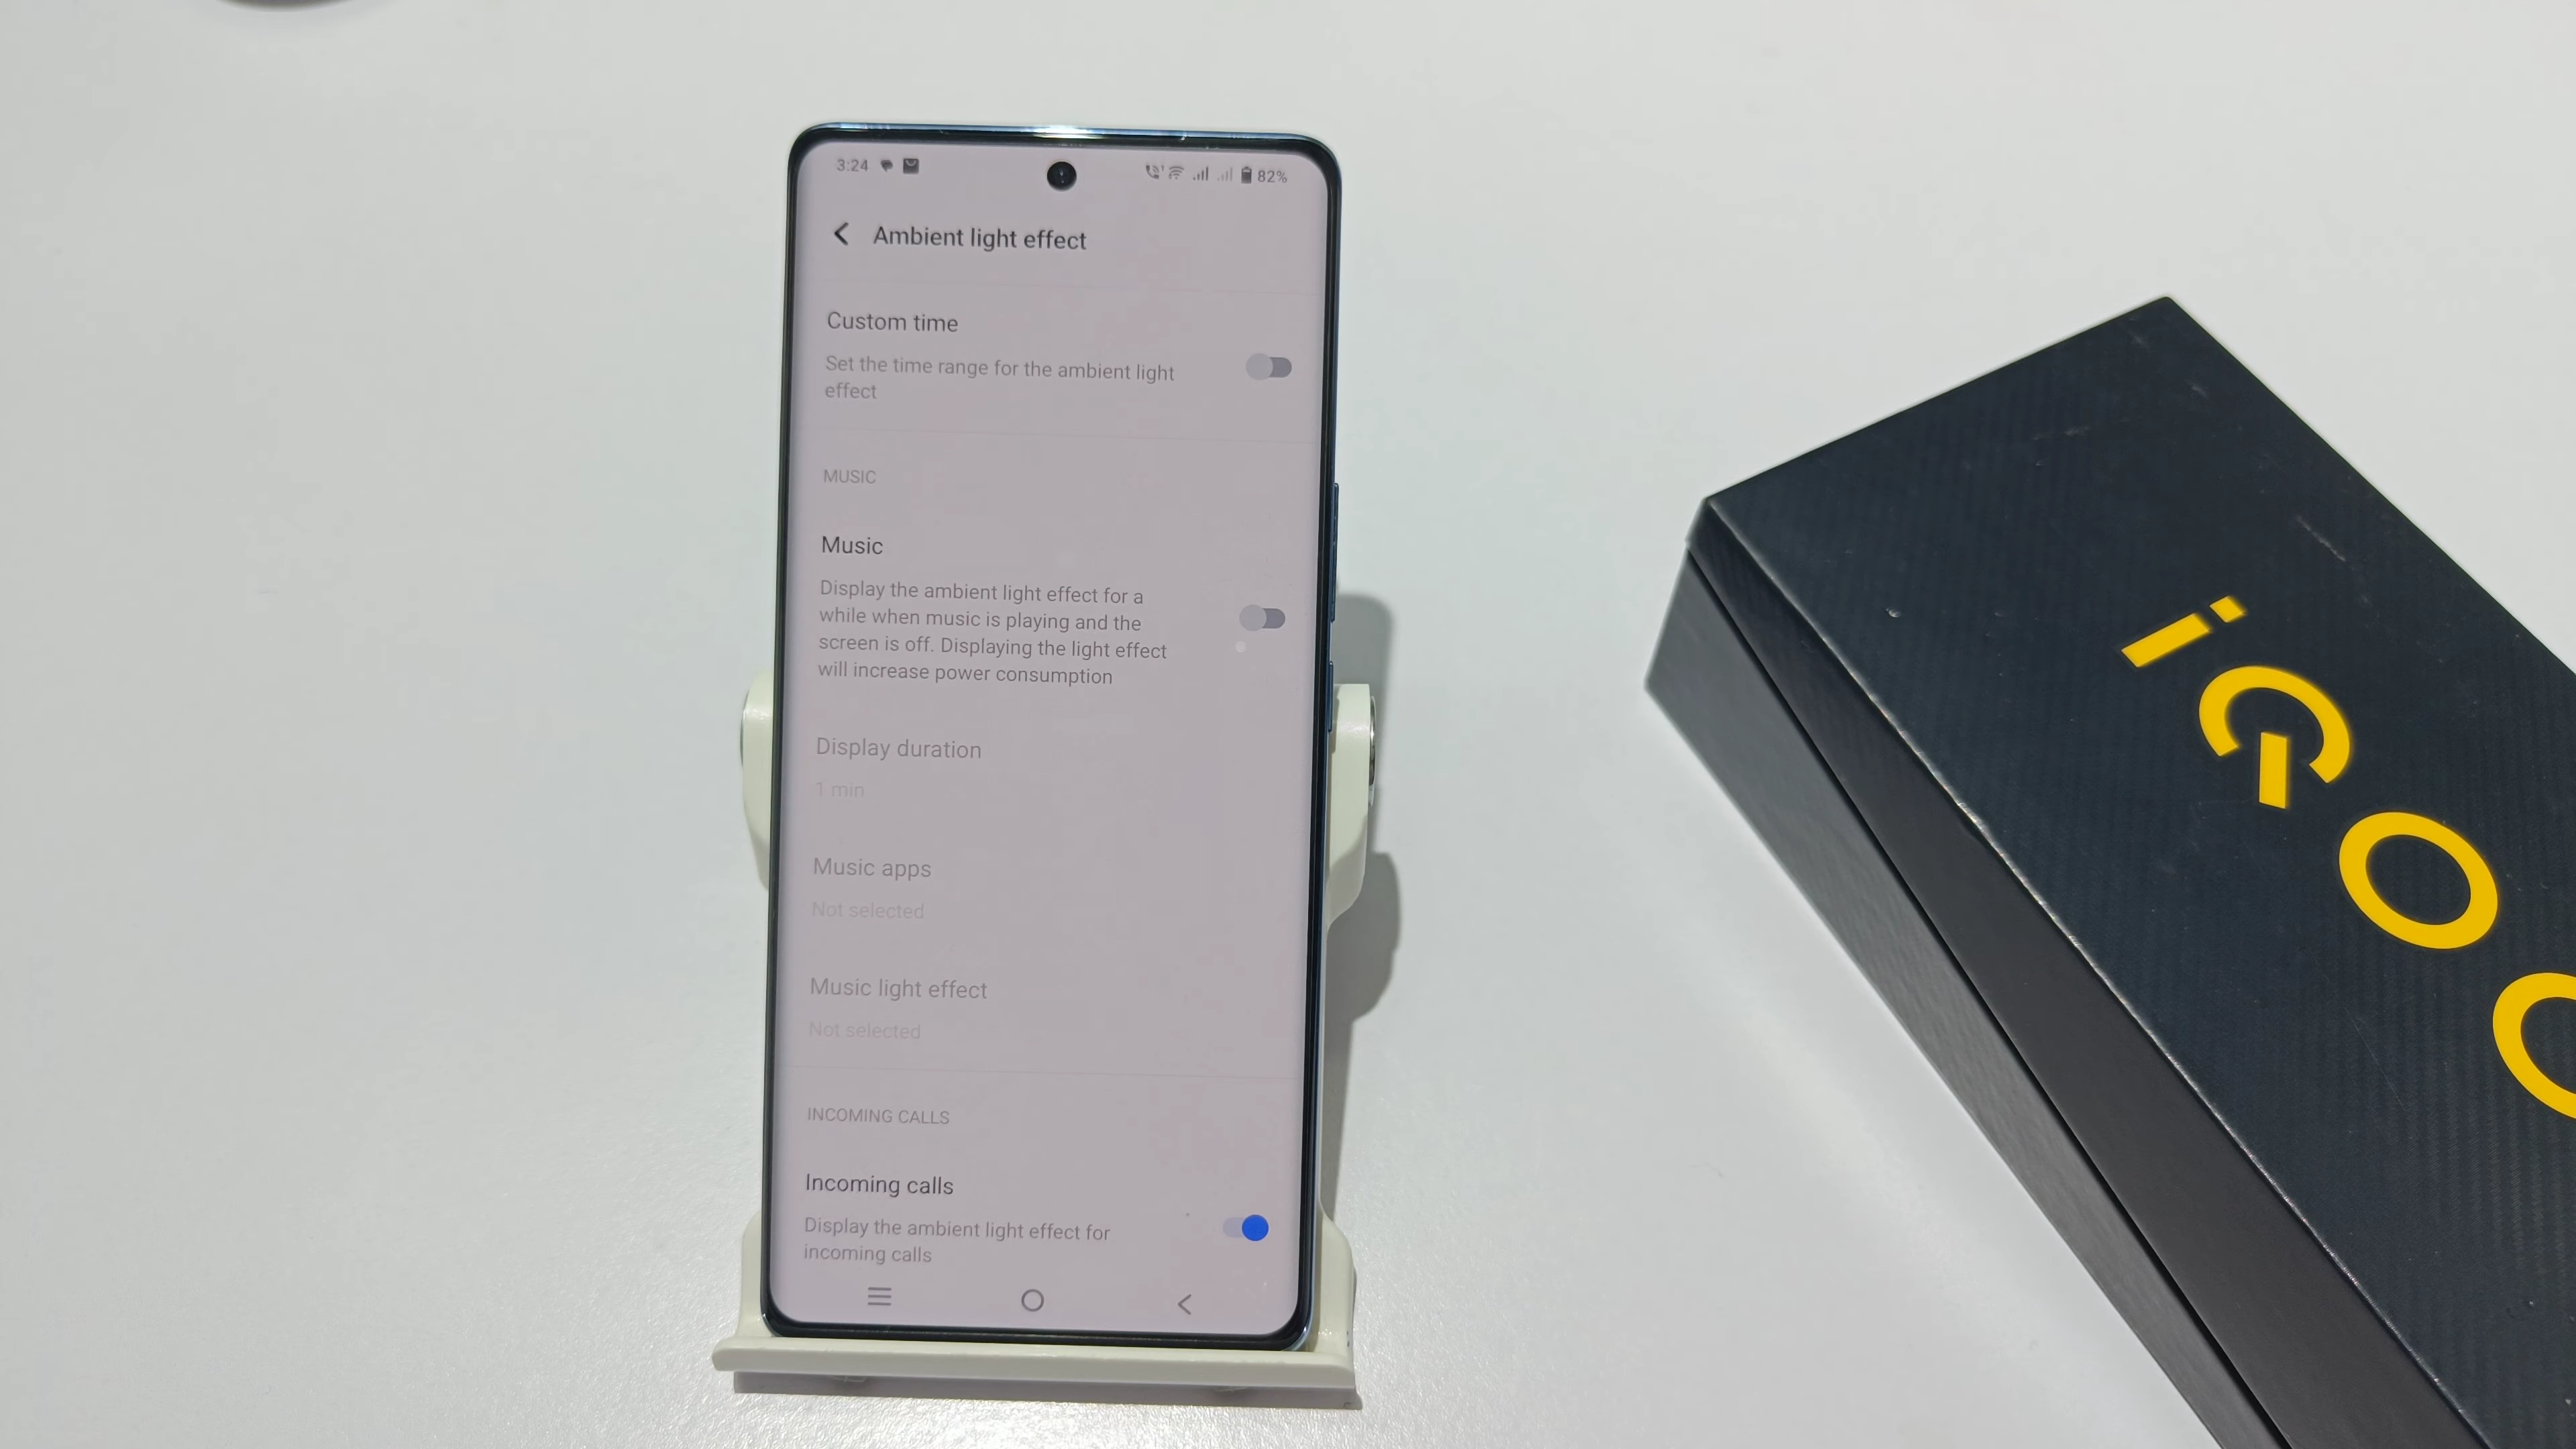 3:24
82%
Ambient light effect
Custom time
Set the time range for the ambient light
effect
MUSIC
Music
Display the ambient light effect for a
while when music is playing and the
screen is off. Displaying the light effect
will increase power consumption
Display duration
1 min
Music apps
Not selected
Music light effect
Not selected
INCOMING CALLS
Incoming calls
Display the ambient light effect for
incoming calls
iQOO